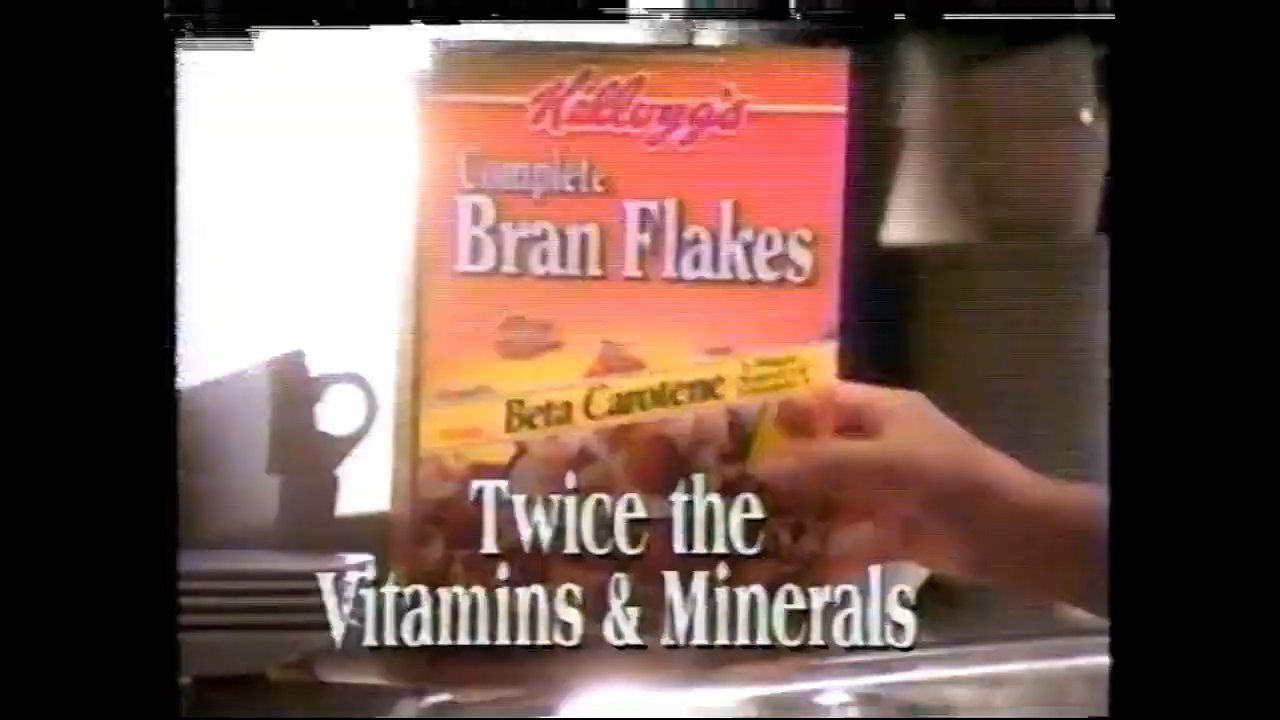 Kellogg's
Complete
Bran Flakes
Beta Carotene
Twice the
Vitamins & Minerals